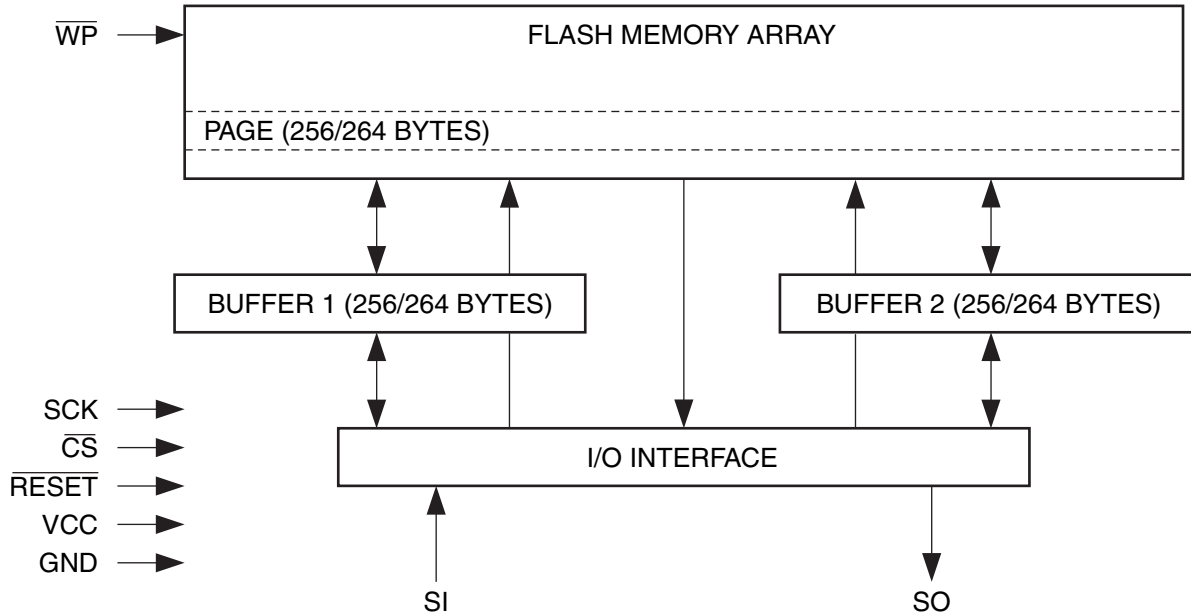 WP
FLASH MEMORY ARRAY
PAGE (256/264 BYTES)
BUFFER 1 (256/264 BYTES)
BUFFER 2 (256/264 BYTES)
SCK
CS
RESET
VCC
GND
I/O INTERFACE
SI
SO